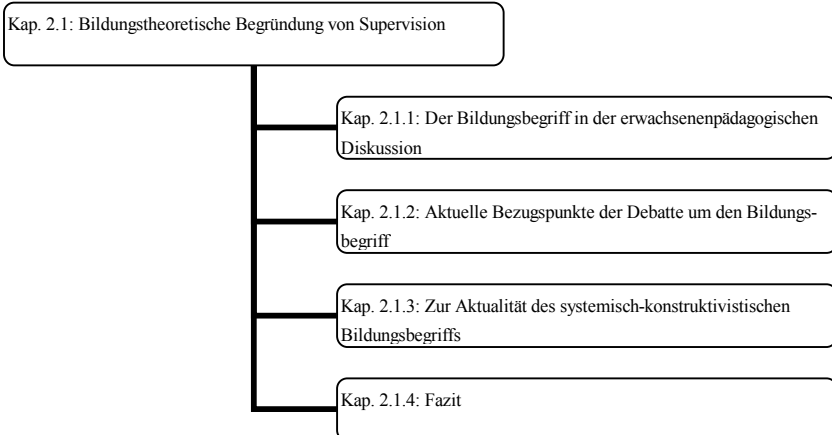 Kap. 2.1: Bildungstheoretische Begründung von Supervision
Kap. 2.1.1: Der Bildungsbegriff in der erwachsenenpädagogischen
Diskussion
Kap. 2.1.2: Aktuelle Bezugspunkte der Debatte um den Bildungs-
begriff
Kap. 2.1.3: Zur Aktualität des systemisch-konstruktivistischen
Bildungsbegriffs
Kap. 2.1.4: Fazit